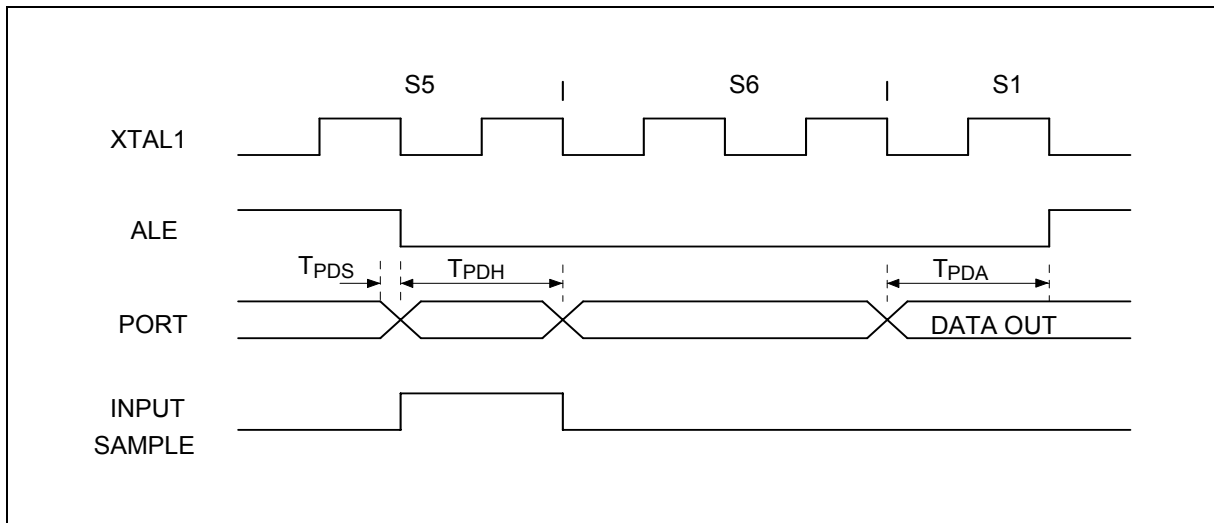 S5 | S6 | S1
XTAL1
ALE
TPDS TPDH TPDA
PORT DATA OUT
INPUT
SAMPLE